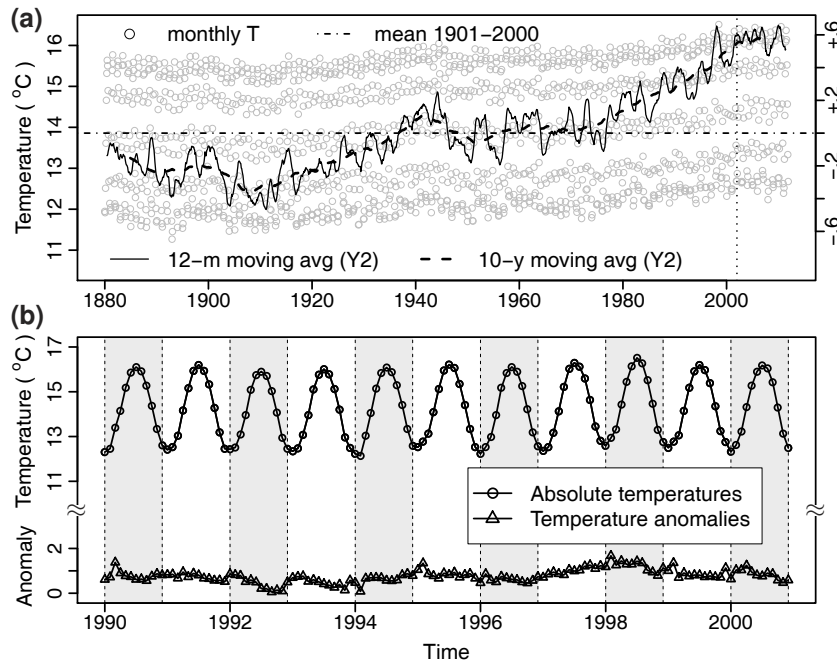 (a)
monthly T
mean 1901−2000
Temperature ( °C)
16
15
14
13
12
11
+.6
+.2
-.2
-.6
12−m moving avg (Y2)
10−y moving avg (Y2)
1880
1900
1920
1940
1960
1980
2000
(b)
Temperature ( °C)
17
15
13
11
Absolute temperatures
Temperature anomalies
Anomaly
2
0
1990
1992
1994
1996
1998
2000
Time